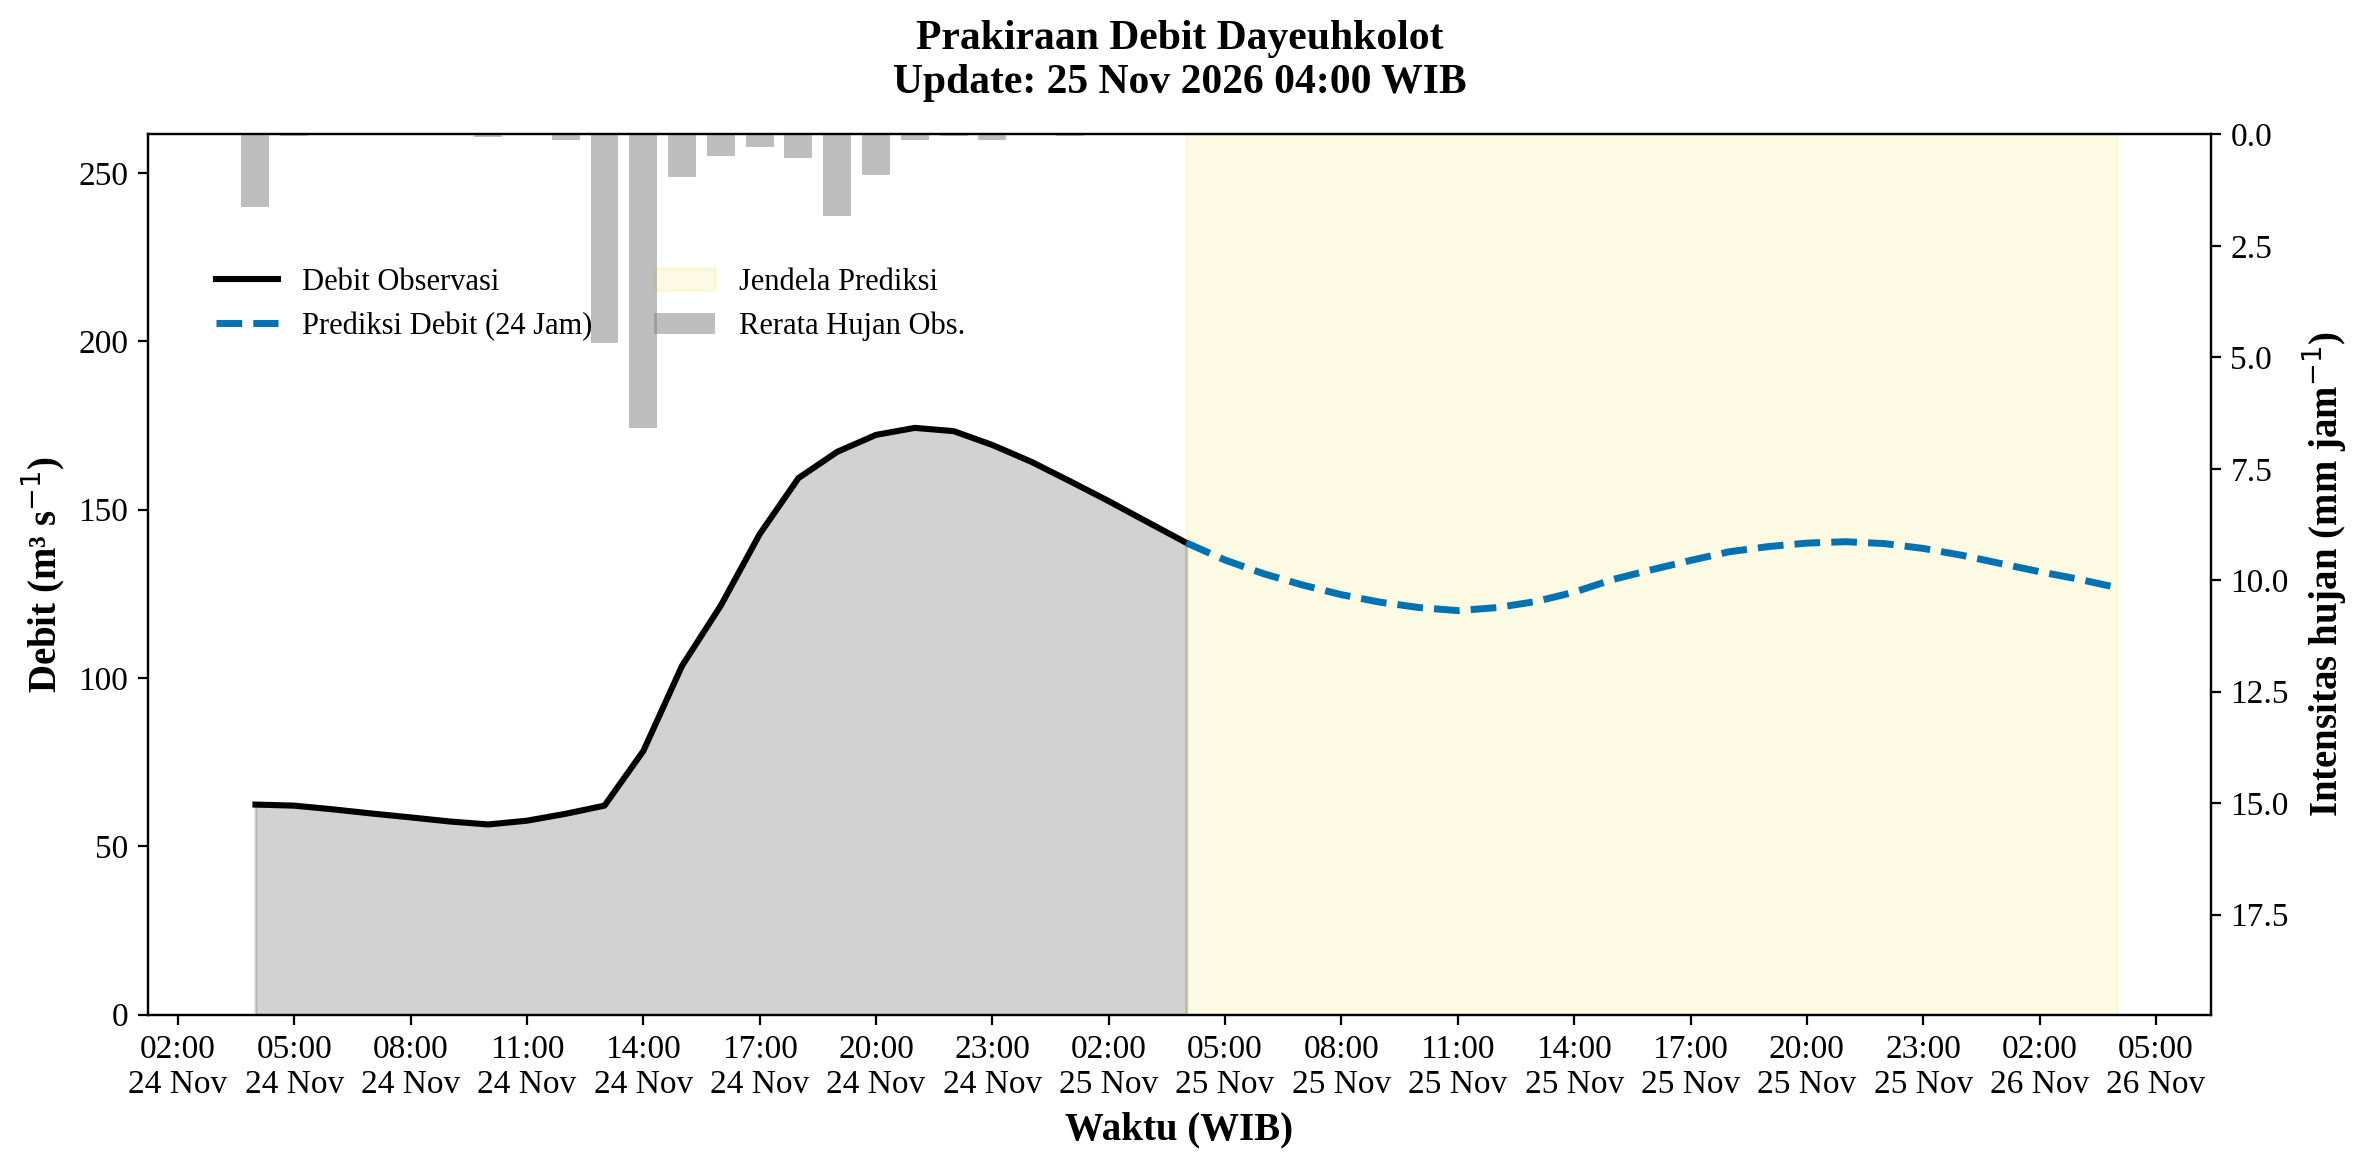 Prakiraan Debit Dayeuhkolot
Update: 25 Nov 2026 04:00 WIB
Debit (m³ s⁻¹)
250
200
150
100
50
0
Debit Observasi
Prediksi Debit (24 Jam)
Jendela Prediksi
Rerata Hujan Obs.
0.0
2.5
5.0
7.5
10.0
12.5
15.0
17.5
Intensitas hujan (mm jam⁻¹)
02:00 05:00 08:00 11:00 14:00 17:00 20:00 23:00 02:00 05:00 08:00 11:00 14:00 17:00 20:00 23:00 02:00 05:00
24 Nov 24 Nov 24 Nov 24 Nov 24 Nov 24 Nov 24 Nov 24 Nov 25 Nov 25 Nov 25 Nov 25 Nov 25 Nov 25 Nov 25 Nov 25 Nov 26 Nov 26 Nov
Waktu (WIB)